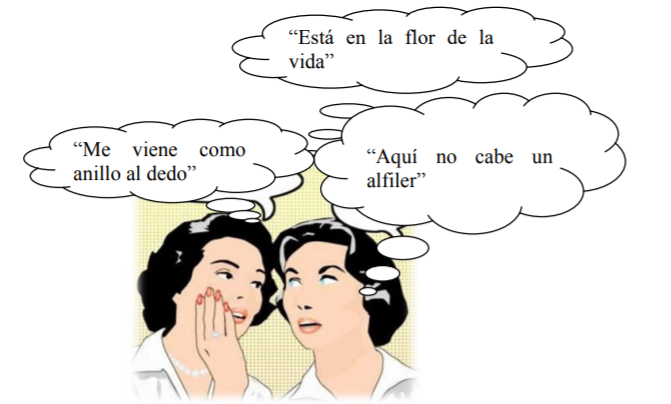 “Está en la flor de la
vida”
“Me viene como
anillo al dedo”
“Aquí no cabe un
alfiler”